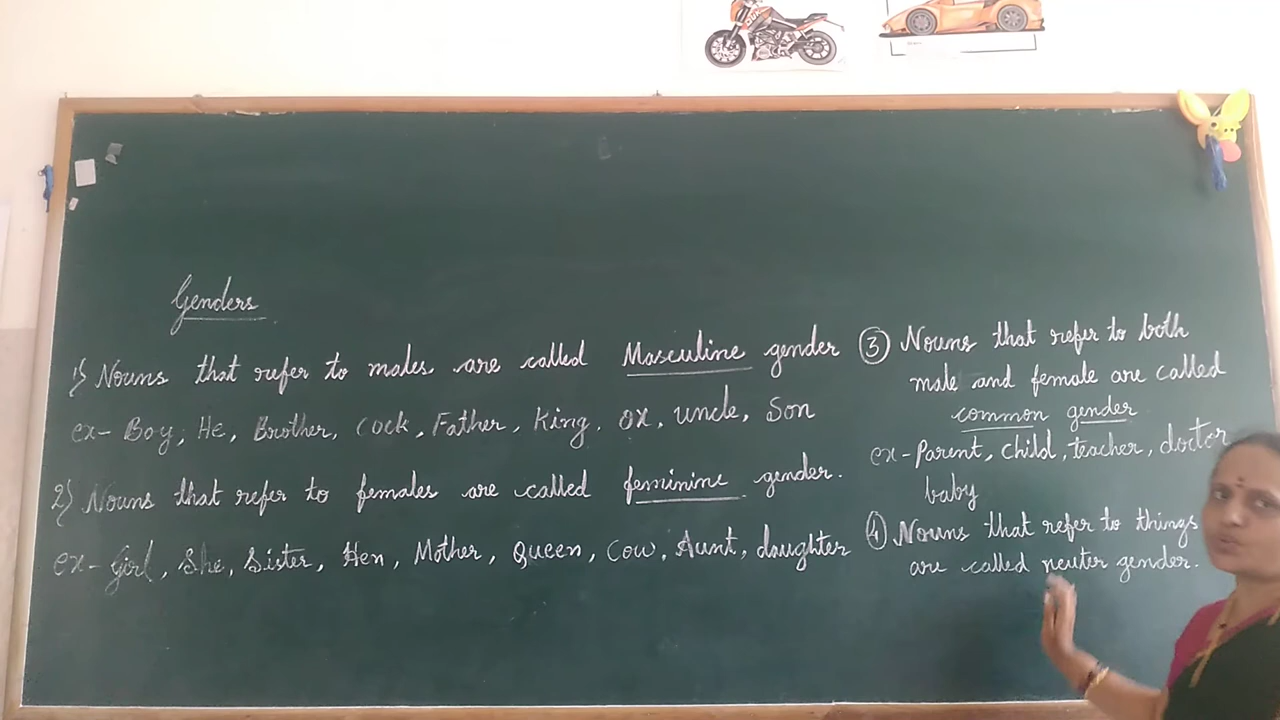 Genders
1) Nouns that refer to males are called Masculine gender
ex- Boy, He, Brother, cock, Father, King, ox, uncle, Son
2) Nouns that refer to females are called feminine gender.
ex- Girl, She, Sister, Hen, Mother, Queen, Cow, Aunt, daughter
3 Nouns that refer to both
male and female are called
common gender
ex- Parent, child, teacher, doctor
baby
4 Nouns that refer to things
are called neuter gender.